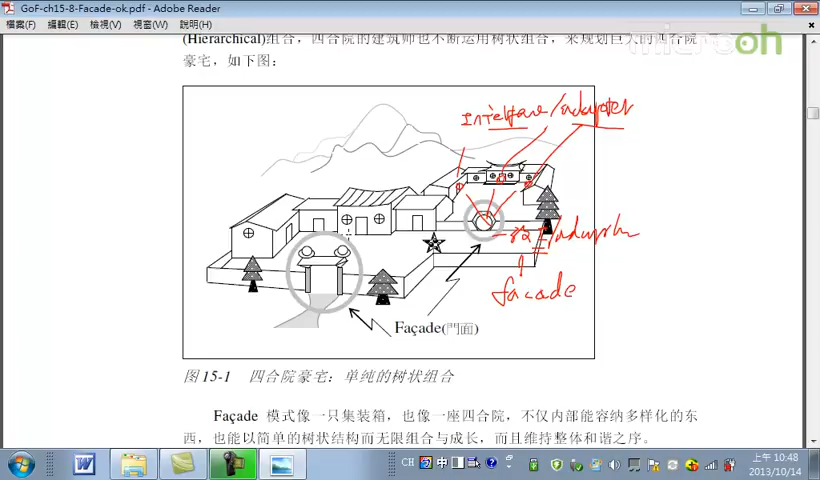 GoF-ch15-8-Facade-ok.pdf - Adobe Reader
檔案(F) 編輯(E) 檢視(V) 視窗(W) 說明(H)
microoh
(Hierarchical)组合，四合院的建筑师也不断运用树状组合，来规划巨大的四合院
豪宅，如下图：
Interface/adapter
facade
Façade(門面)
图 15-1 四合院豪宅：单纯的树状组合
Façade 模式像一只集装箱，也像一座四合院，不仅内部能容纳多样化的东
西，也能以简单的树状结构而无限组合与成长，而且维持整体和谐之序。
CH 中
上午 10:48
2013/10/14